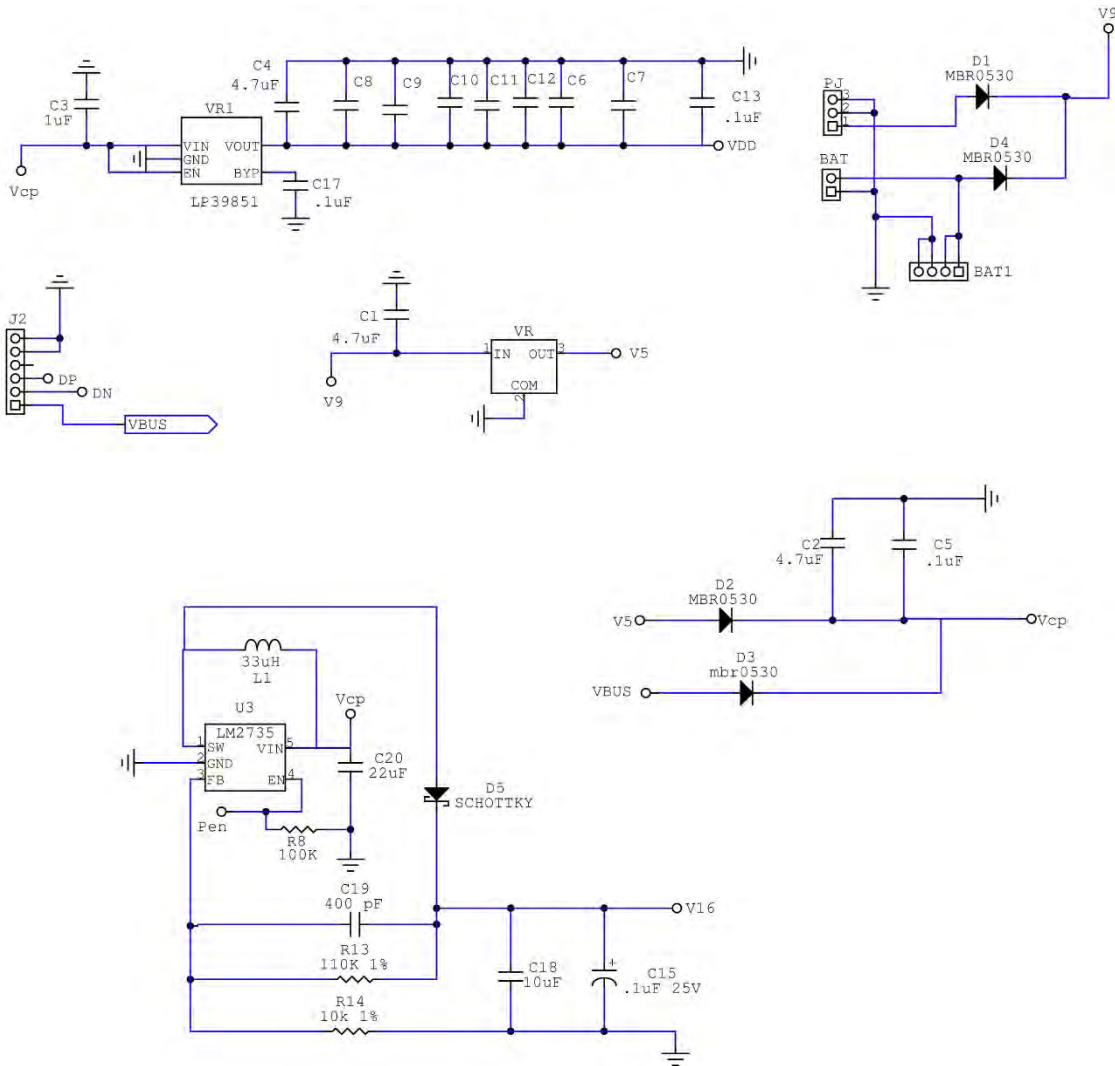 V9
C4
4.7uF
C8
C9
C10
C11
C12
C6
C7
C13
.1uF
C3
1uF
VR1
VIN
GND
EN
VOUT
BYP
LP39851
VDD
Vcp
C17
.1uF
PJ
3
2
1
D1
MBR0530
BAT
D4
MBR0530
BAT1
J2
DP
DN
VBUS
C1
4.7uF
V9
VR
1
IN
OUT
3
COM
2
V5
C2
4.7uF
C5
.1uF
D2
MBR0530
V5
Vcp
D3
mbr0530
VBUS
33uH
L1
U3
LM2735
1
SW
2
GND
3
FB
VIN
5
EN
4
Vcp
C20
22uF
Pen
R8
100K
D5
SCHOTTKY
C19
400 pF
V16
R13
110K 1%
R14
10k 1%
C18
10uF
+
C15
.1uF 25V